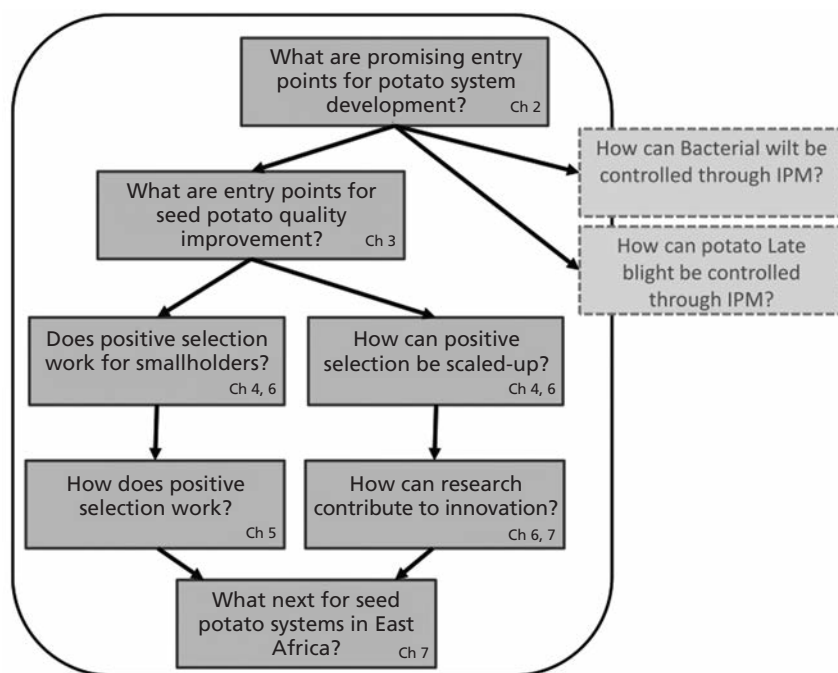 What are promising entry
points for potato system
development?
Ch 2
How can Bacterial wilt be
controlled through IPM?
What are entry points for
seed potato quality
improvement?
Ch 3
How can potato Late
blight be controlled
through IPM?
Does positive selection
work for smallholders?
Ch 4, 6
How can positive
selection be scaled-up?
Ch 4, 6
How does positive
selection work?
Ch 5
How can research
contribute to innovation?
Ch 6, 7
What next for seed
potato systems in East
Africa?
Ch 7